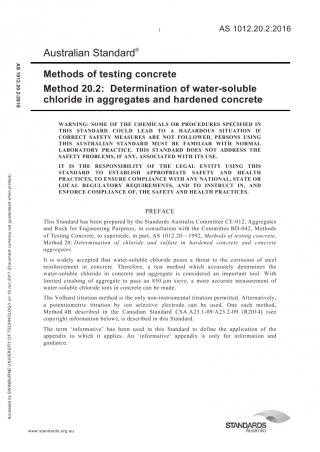 1
AS 1012.20.2:2016
Australian Standard®
Methods of testing concrete
Method 20.2: Determination of water-soluble
chloride in aggregates and hardened concrete
WARNING: SOME OF THE CHEMICALS OR PROCEDURES SPECIFIED IN
THIS STANDARD COULD LEAD TO A HAZARDOUS SITUATION IF
CORRECT SAFETY MEASURES ARE NOT FOLLOWED. PERSONS USING
THIS AUSTRALIAN STANDARD MUST BE FAMILIAR WITH NORMAL
LABORATORY PRACTICE. THIS STANDARD DOES NOT ADDRESS THE
SAFETY PROBLEMS, IF ANY, ASSOCIATED WITH ITS USE.
IT IS THE RESPONSIBILITY OF THE LEGAL ENTITY USING THIS
STANDARD TO ESTABLISH APPROPRIATE SAFETY AND HEALTH
PRACTICES, TO ENSURE COMPLIANCE WITH ANY NATIONAL, STATE OR
LOCAL REGULATORY REQUIREMENTS, AND TO INSTRUCT IN, AND
ENFORCE COMPLIANCE OF, THE SAFETY AND HEALTH PRACTICES.
PREFACE
This Standard has been prepared by the Standards Australia Committee CE-012, Aggregates
and Rock for Engineering Purposes, in consultation with the Committee BD-042, Methods
of Testing Concrete, to supersede, in part, AS 1012.20—1992, Methods of testing concrete,
Method 20: Determination of chloride and sulfate in hardened concrete and concrete
aggregates.
It is widely accepted that water-soluble chloride poses a threat to the corrosion of steel
reinforcement in concrete. Therefore, a test method which accurately determines the
water-soluble chloride in concrete and aggregate is considered an important tool. With
limited crushing of aggregate to pass an 850 µm sieve, a more accurate measurement of
water-soluble chloride ions in concrete can be made.
The Volhard titration method is the only non-instrumental titration permitted. Alternatively,
a potentiometric titration by ion selective electrode can be used. One such method,
Method 4B described in the Canadian Standard CSA A23.1-09/A23.2-09 (R2014) (see
copyright information below), is described in this Standard.
The term ‘informative’ has been used in this Standard to define the application of the
appendix to which it applies. An ‘informative’ appendix is only for information and
guidance.
www.standards.org.au
STANDARDS
Australia
AS 1012.20.2:2016
Accessed by SWINBURNE UNIVERSITY OF TECHNOLOGY on 10 Oct 2017 (Document currency not guaranteed when printed)